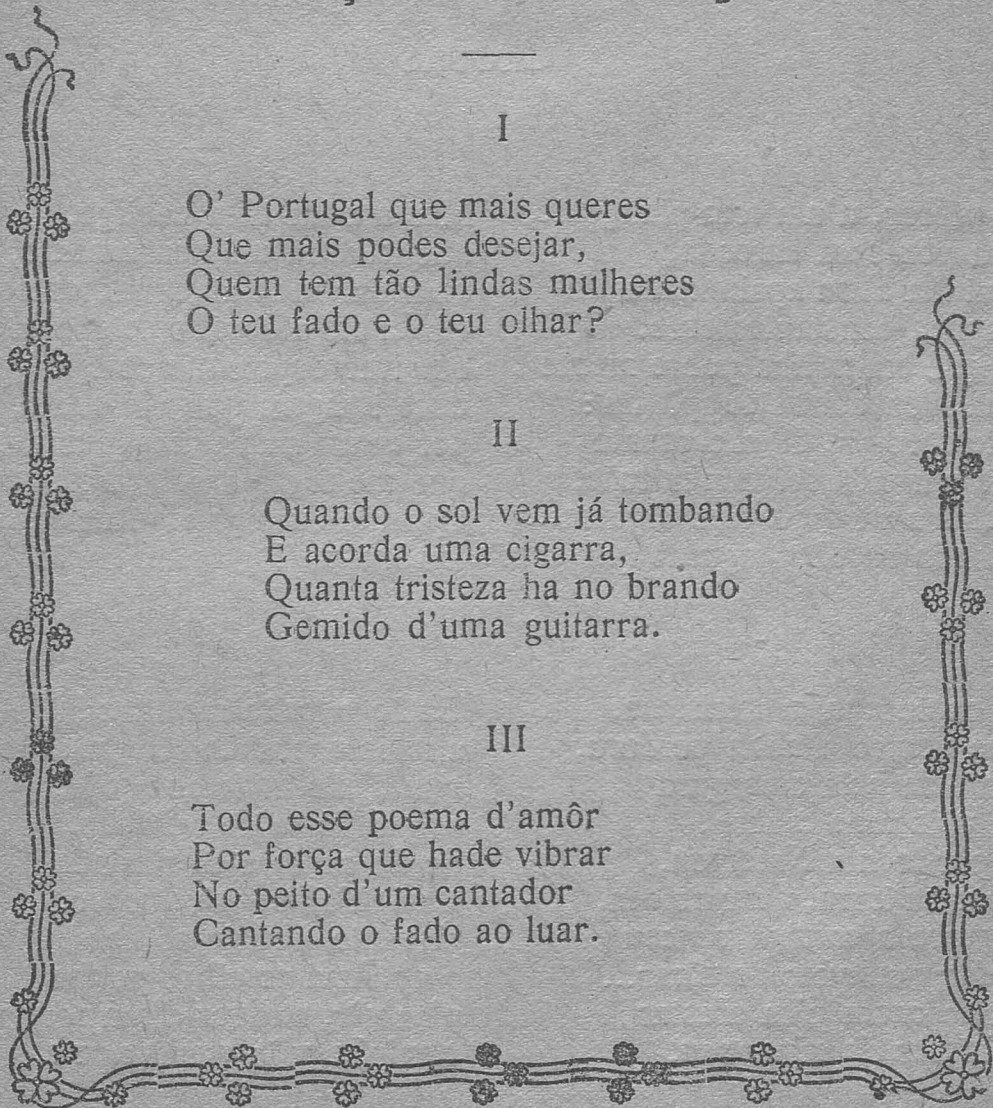 I
O' Portugal que mais queres
Que mais podes desejar,
Quem tem tão lindas mulheres
O teu fado e o teu olhar?
II
Quando o sol vem já tombando
E acorda uma cigarra,
Quanta tristeza ha no brando
Gemido d'uma guitarra.
III
Todo esse poema d'amôr
Por força que hade vibrar
No peito d'um cantador
Cantando o fado ao luar.